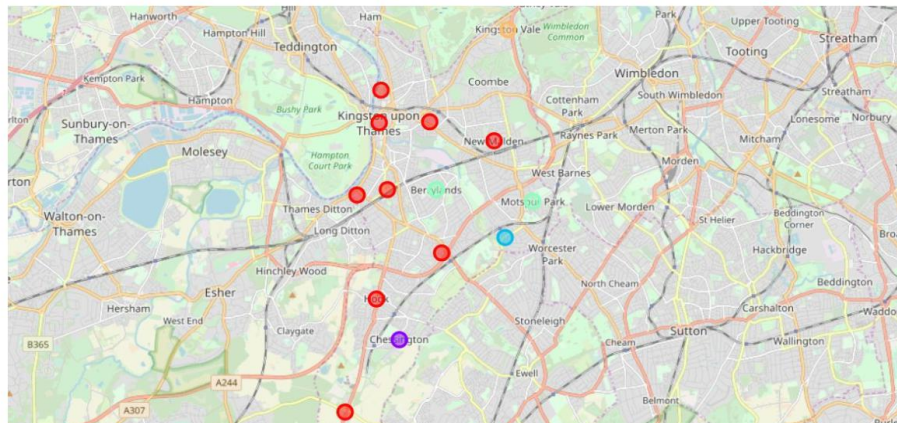 Hanworth
Hampton Hill
Ham
Kingston Vale
Wimbledon
Common
Park
Upper Tooting
Streatham
Teddington
Tooting
Kempton Park
Hampton
Bushy Park
Coombe
Wimbledon
South Wimbledon
Streatham
Cottenham
Park
Lonesome
Norbury
Sunbury-on-
Thames
Kingston upon
Thames
Raynes Park
Merton Park
Mitcham
Molesey
Hampton
Court Park
New Malden
Morden
West Barnes
Berrylands
Walton-on-
Thames
Thames Ditton
Motspur Park
Lower Morden
St Helier
Beddington
Corner
Long Ditton
Worcester
Park
Hackbridge
Hinchley Wood
North Cheam
Beddington
Esher
Hersham
Hook
Carshalton
West End
Claygate
Stoneleigh
Sutton
Wallington
B365
Chessington
Cheam
Ewell
A244
Belmont
A307